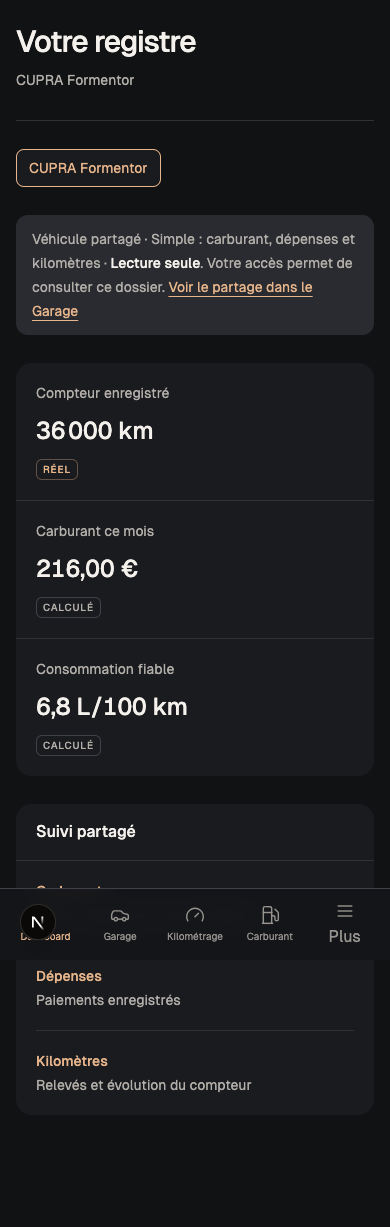 Votre registre
CUPRA Formentor
CUPRA Formentor
Véhicule partagé · Simple : carburant, dépenses et
kilomètres · Lecture seule. Votre accès permet de
consulter ce dossier. Voir le partage dans le
Garage
Compteur enregistré
36 000 km
RÉEL
Carburant ce mois
216,00 €
CALCULÉ
Consommation fiable
6,8 L/100 km
CALCULÉ
Suivi partagé
N
Garage
Kilométrage
Carburant
Plus
Dépenses
Paiements enregistrés
Kilomètres
Relevés et évolution du compteur